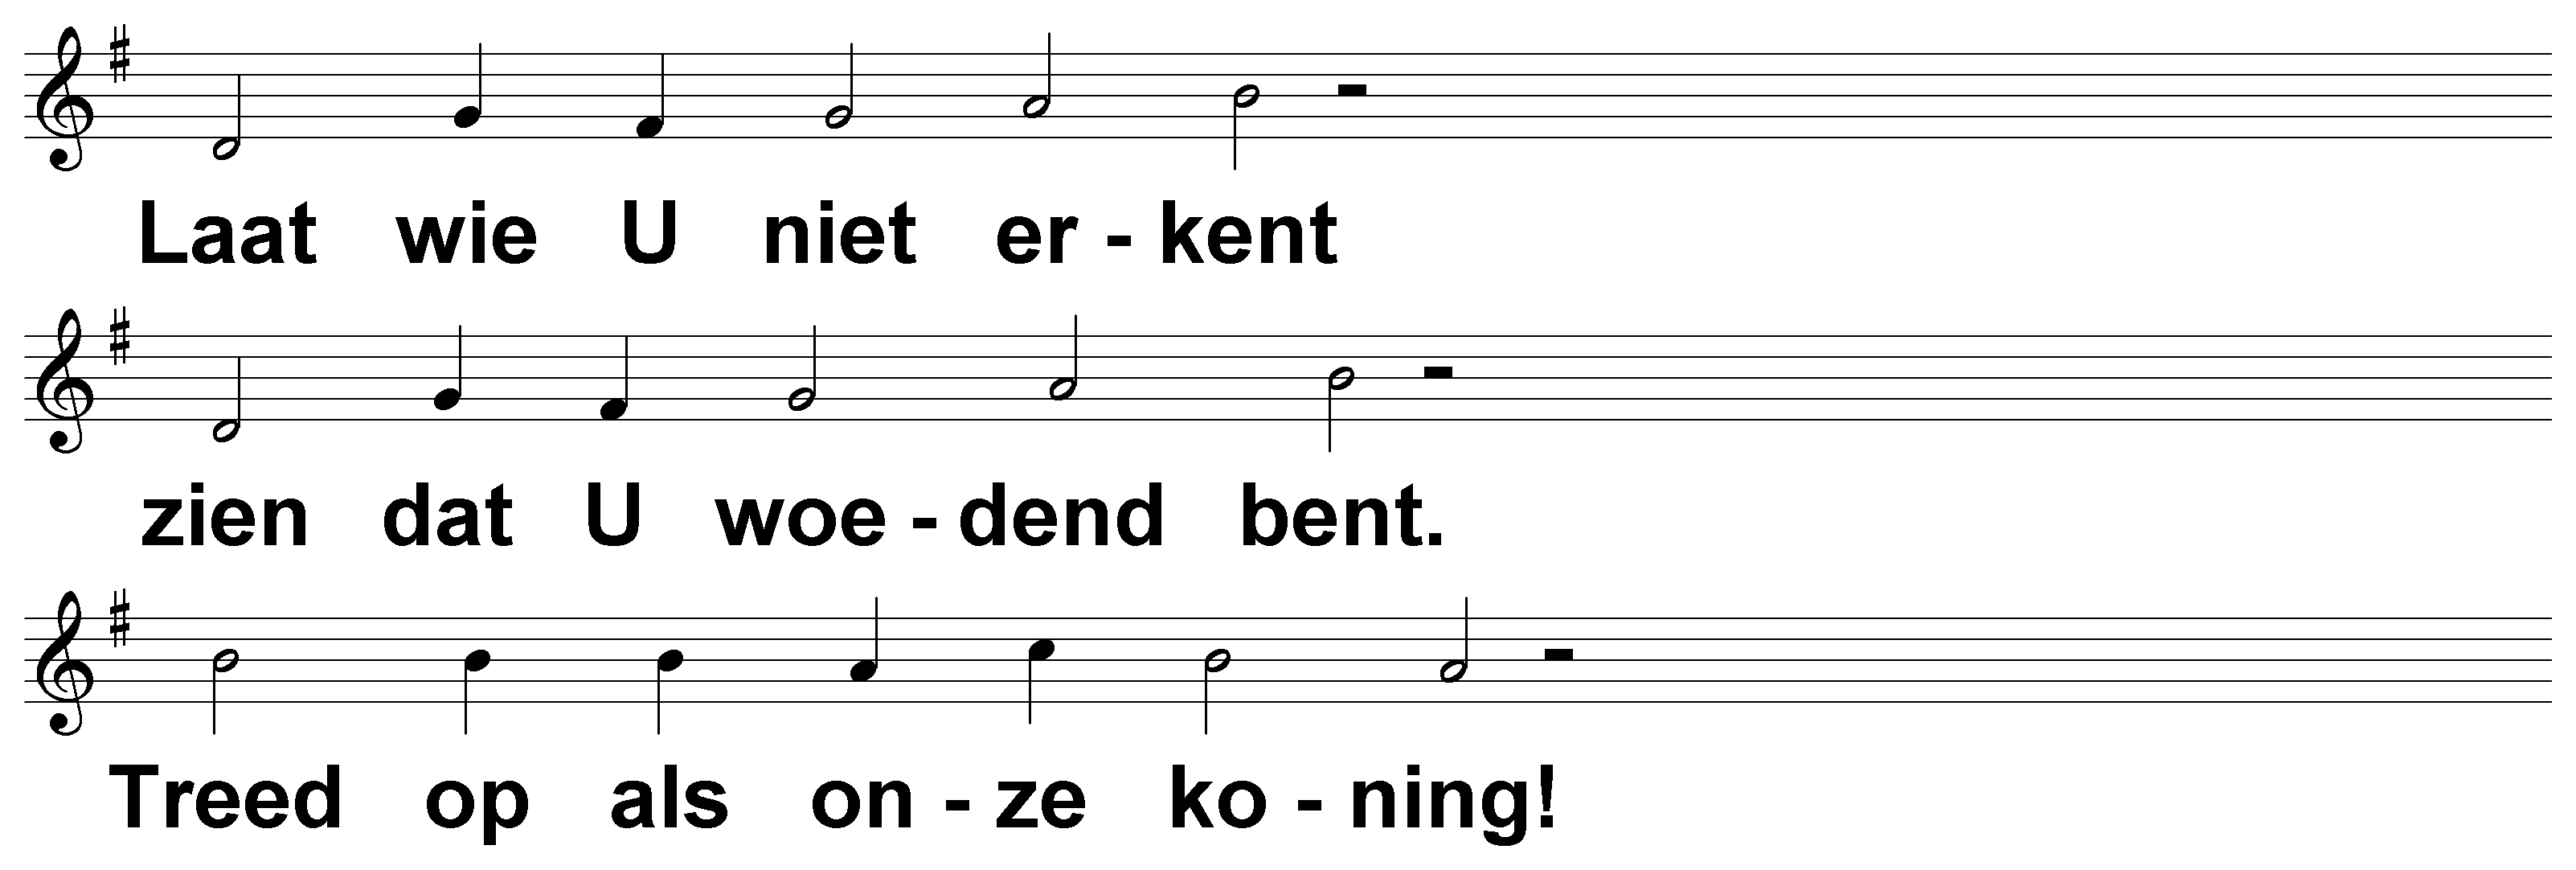 Laat wie U niet er - kent
zien dat U woe - dend bent.
Treed op als on - ze ko - ning!